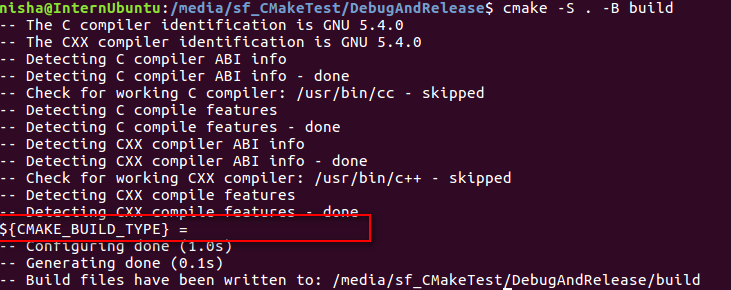 nisha@InternUbuntu:/media/sf_CMakeTest/DebugAndRelease$ cmake -S . -B build
-- The C compiler identification is GNU 5.4.0
-- The CXX compiler identification is GNU 5.4.0
-- Detecting C compiler ABI info
-- Detecting C compiler ABI info - done
-- Check for working C compiler: /usr/bin/cc - skipped
-- Detecting C compile features
-- Detecting C compile features - done
-- Detecting CXX compiler ABI info
-- Detecting CXX compiler ABI info - done
-- Check for working CXX compiler: /usr/bin/c++ - skipped
-- Detecting CXX compile features
-- Detecting CXX compile features - done
${CMAKE_BUILD_TYPE} =
-- Configuring done (1.0s)
-- Generating done (0.1s)
-- Build files have been written to: /media/sf_CMakeTest/DebugAndRelease/build